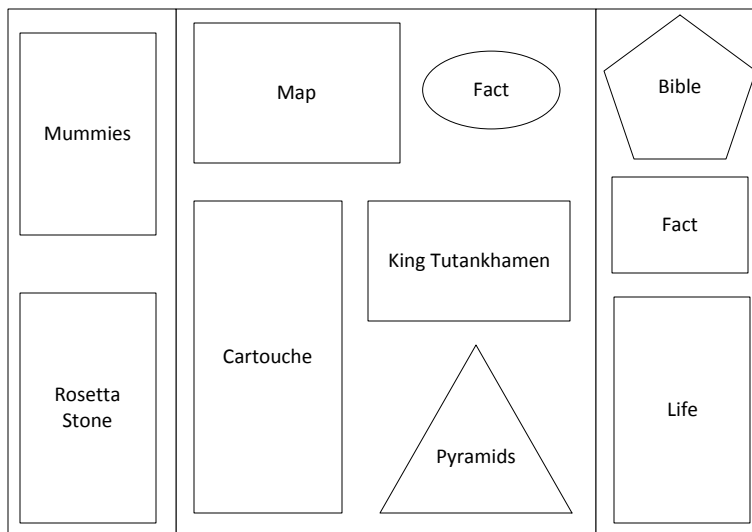 Mummies
Rosetta
Stone
Map
Fact
Cartouche
King Tutankhamen
Pyramids
Bible
Fact
Life